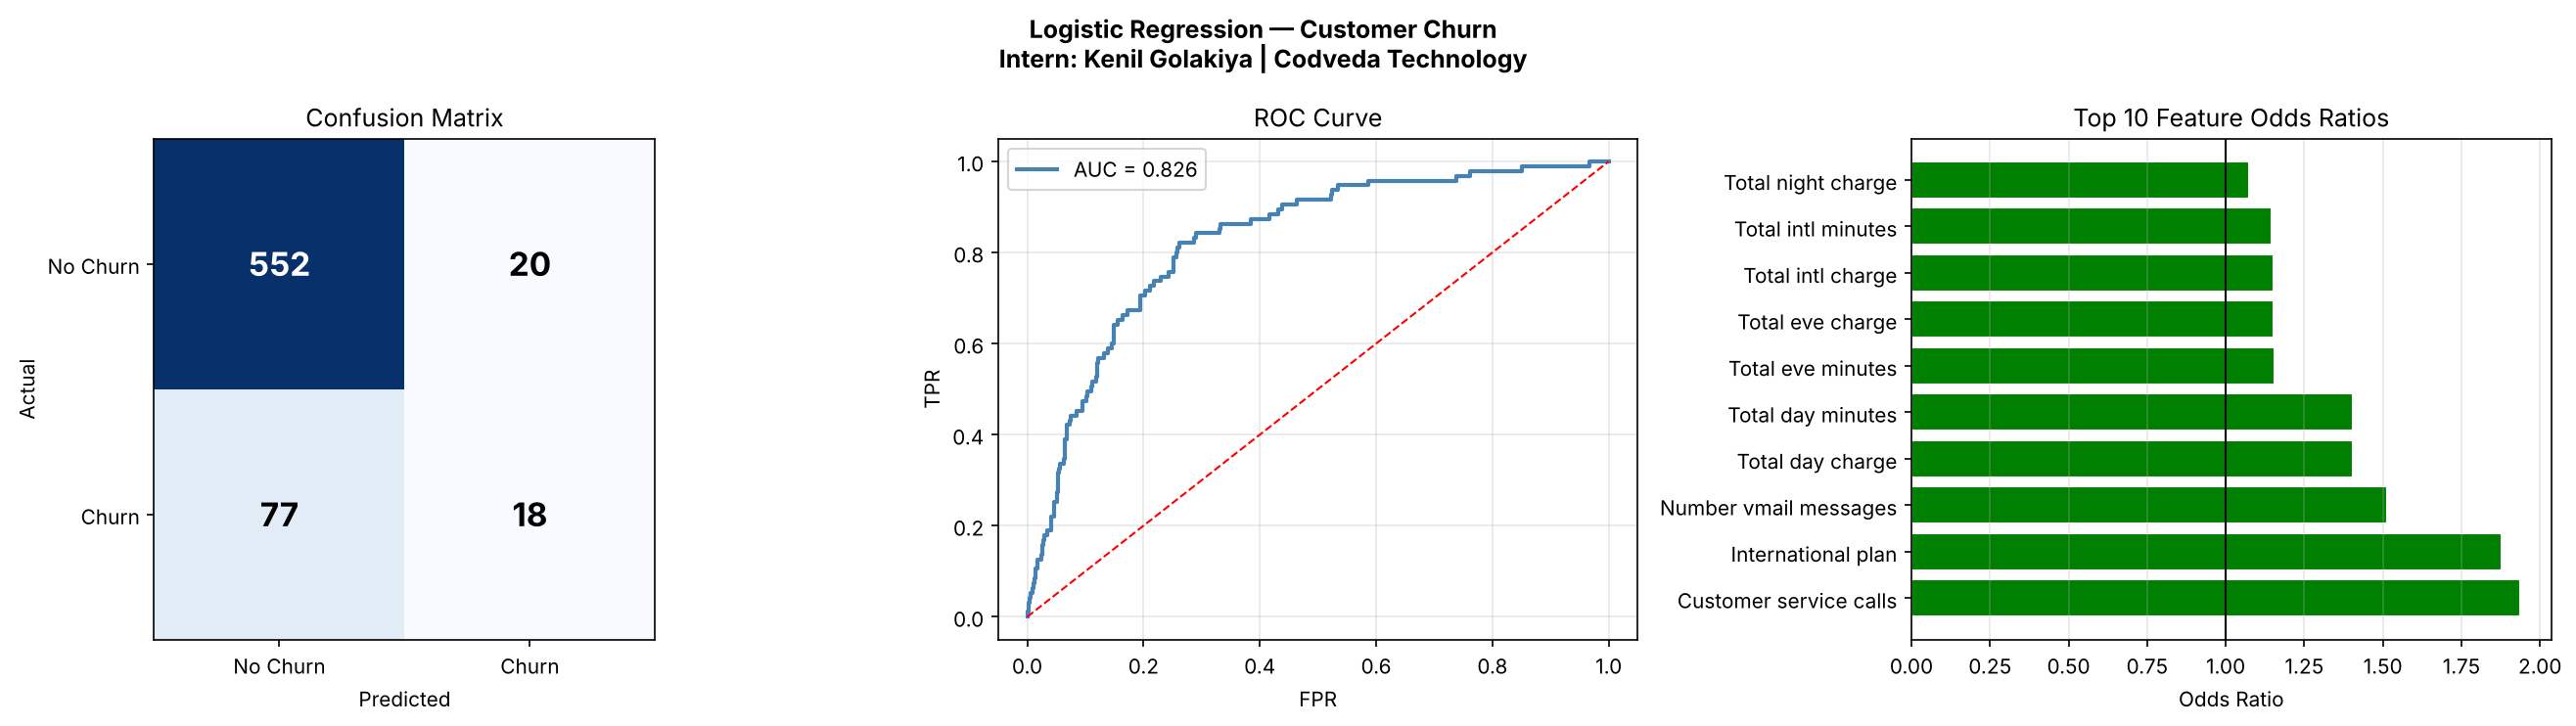 Logistic Regression — Customer Churn
Intern: Kenil Golakiya | Codveda Technology
Confusion Matrix
552
20
77
18
No Churn
Churn
Actual
No Churn
Churn
Predicted
ROC Curve
AUC = 0.826
1.0
0.8
0.6
0.4
0.2
0.0
TPR
0.0
0.2
0.4
0.6
0.8
1.0
FPR
Top 10 Feature Odds Ratios
Total night charge
Total intl minutes
Total intl charge
Total eve charge
Total eve minutes
Total day minutes
Total day charge
Number vmail messages
International plan
Customer service calls
0.00
0.25
0.50
0.75
1.00
1.25
1.50
1.75
2.00
Odds Ratio